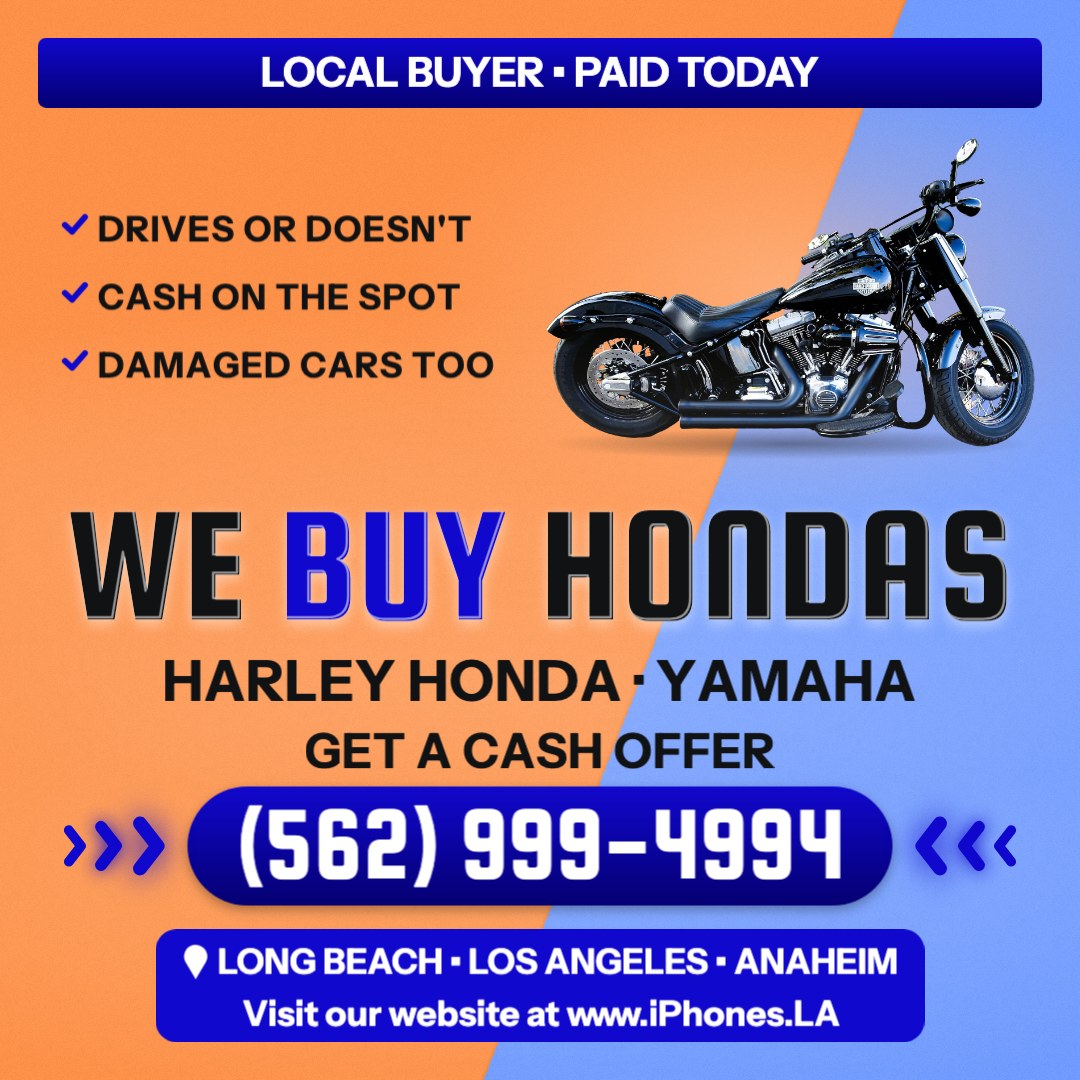 LOCAL BUYER ▪ PAID TODAY
DRIVES OR DOESN'T
CASH ON THE SPOT
DAMAGED CARS TOO
WE BUY HONDAS
HARLEY HONDA · YAMAHA
GET A CASH OFFER
(562) 999-4994
LONG BEACH ▪ LOS ANGELES ▪ ANAHEIM
Visit our website at www.iPhones.LA